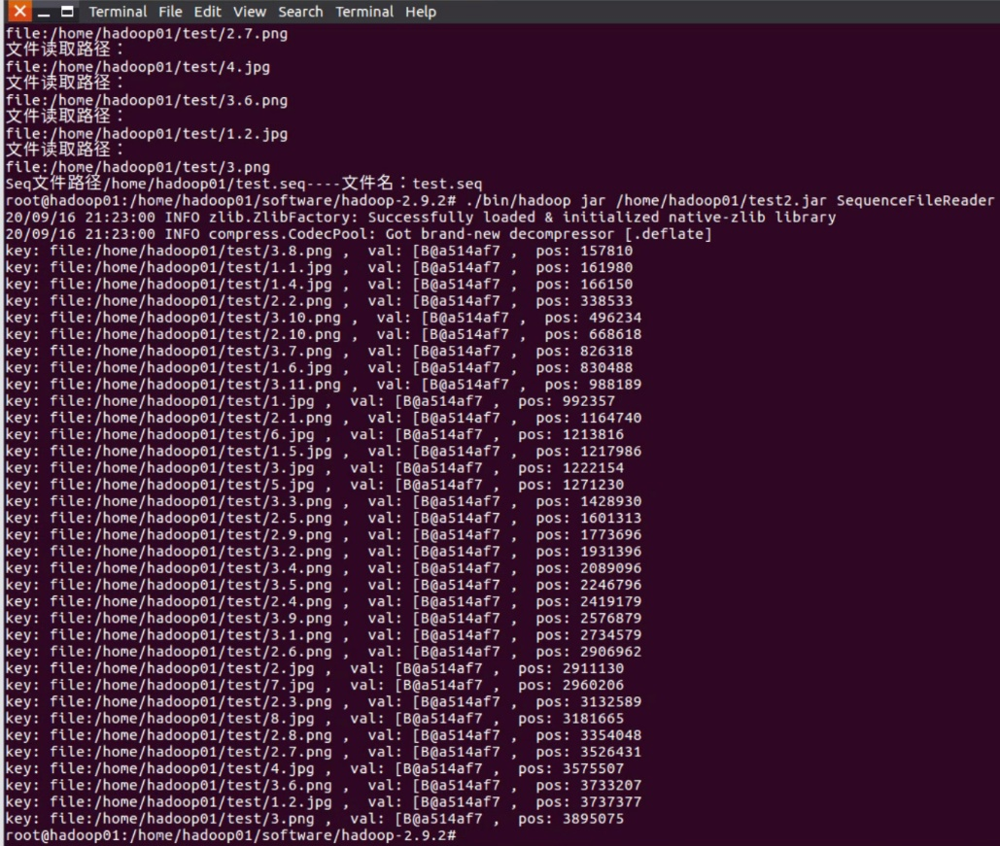 Terminal File Edit View Search Terminal Help
file:/home/hadoop01/test/2.7.png
文件读取路径：
file:/home/hadoop01/test/4.jpg
文件读取路径：
file:/home/hadoop01/test/3.6.png
文件读取路径：
file:/home/hadoop01/test/1.2.jpg
文件读取路径：
file:/home/hadoop01/test/3.png
Seq文件路径/home/hadoop01/test.seq----文件名：test.seq
root@hadoop01:/home/hadoop01/software/hadoop-2.9.2# ./bin/hadoop jar /home/hadoop01/test2.jar SequenceFileReader
20/09/16 21:23:00 INFO zlib.ZlibFactory: Successfully loaded & initialized native-zlib library
20/09/16 21:23:00 INFO compress.CodecPool: Got brand-new decompressor [.deflate]
key: file:/home/hadoop01/test/3.8.png ,  val: [B@a514af7 ,  pos: 157810
key: file:/home/hadoop01/test/1.1.jpg ,  val: [B@a514af7 ,  pos: 161980
key: file:/home/hadoop01/test/1.4.jpg ,  val: [B@a514af7 ,  pos: 166150
key: file:/home/hadoop01/test/2.2.png ,  val: [B@a514af7 ,  pos: 338533
key: file:/home/hadoop01/test/3.10.png ,  val: [B@a514af7 ,  pos: 496234
key: file:/home/hadoop01/test/2.10.png ,  val: [B@a514af7 ,  pos: 668618
key: file:/home/hadoop01/test/3.7.png ,  val: [B@a514af7 ,  pos: 826318
key: file:/home/hadoop01/test/1.6.jpg ,  val: [B@a514af7 ,  pos: 830488
key: file:/home/hadoop01/test/3.11.png ,  val: [B@a514af7 ,  pos: 988189
key: file:/home/hadoop01/test/1.jpg ,  val: [B@a514af7 ,  pos: 992357
key: file:/home/hadoop01/test/2.1.png ,  val: [B@a514af7 ,  pos: 1164740
key: file:/home/hadoop01/test/6.jpg ,  val: [B@a514af7 ,  pos: 1213816
key: file:/home/hadoop01/test/1.5.jpg ,  val: [B@a514af7 ,  pos: 1217986
key: file:/home/hadoop01/test/3.jpg ,  val: [B@a514af7 ,  pos: 1222154
key: file:/home/hadoop01/test/5.jpg ,  val: [B@a514af7 ,  pos: 1271230
key: file:/home/hadoop01/test/3.3.png ,  val: [B@a514af7 ,  pos: 1428930
key: file:/home/hadoop01/test/2.5.png ,  val: [B@a514af7 ,  pos: 1601313
key: file:/home/hadoop01/test/2.9.png ,  val: [B@a514af7 ,  pos: 1773696
key: file:/home/hadoop01/test/3.2.png ,  val: [B@a514af7 ,  pos: 1931396
key: file:/home/hadoop01/test/3.4.png ,  val: [B@a514af7 ,  pos: 2089096
key: file:/home/hadoop01/test/3.5.png ,  val: [B@a514af7 ,  pos: 2246796
key: file:/home/hadoop01/test/2.4.png ,  val: [B@a514af7 ,  pos: 2419179
key: file:/home/hadoop01/test/3.9.png ,  val: [B@a514af7 ,  pos: 2576879
key: file:/home/hadoop01/test/3.1.png ,  val: [B@a514af7 ,  pos: 2734579
key: file:/home/hadoop01/test/2.6.png ,  val: [B@a514af7 ,  pos: 2906962
key: file:/home/hadoop01/test/2.jpg ,  val: [B@a514af7 ,  pos: 2911130
key: file:/home/hadoop01/test/7.jpg ,  val: [B@a514af7 ,  pos: 2960206
key: file:/home/hadoop01/test/2.3.png ,  val: [B@a514af7 ,  pos: 3132589
key: file:/home/hadoop01/test/8.jpg ,  val: [B@a514af7 ,  pos: 3181665
key: file:/home/hadoop01/test/2.8.png ,  val: [B@a514af7 ,  pos: 3354048
key: file:/home/hadoop01/test/2.7.png ,  val: [B@a514af7 ,  pos: 3526431
key: file:/home/hadoop01/test/4.jpg ,  val: [B@a514af7 ,  pos: 3575507
key: file:/home/hadoop01/test/3.6.png ,  val: [B@a514af7 ,  pos: 3733207
key: file:/home/hadoop01/test/1.2.jpg ,  val: [B@a514af7 ,  pos: 3737377
key: file:/home/hadoop01/test/3.png ,  val: [B@a514af7 ,  pos: 3895075
root@hadoop01:/home/hadoop01/software/hadoop-2.9.2#